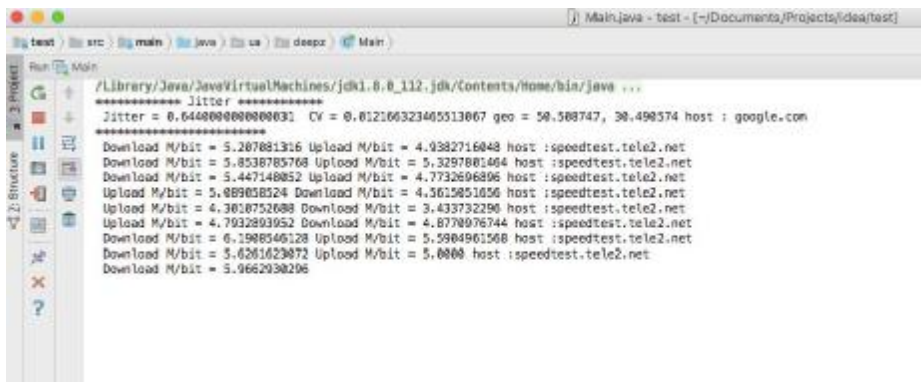 Main.java - test - [~/Documents/Projects/idea/test]
test src main java ua deepz Main
Run Main
1: Project
/Library/Java/JavaVirtualMachines/jdk1.8.0_112.jdk/Contents/Home/bin/java ...
************ Jitter ************
Jitter = 0.6440000000000031 CV = 0.012166323465513067 geo = 50.508747, 30.490574 host : google.com
************************
Download M/bit = 5.207081316 Upload M/bit = 4.9382716048 host :speedtest.tele2.net
Download M/bit = 5.8538785768 Upload M/bit = 5.3297801464 host :speedtest.tele2.net
Download M/bit = 5.447148052 Upload M/bit = 4.7732696896 host :speedtest.tele2.net
Upload M/bit = 5.089058524 Download M/bit = 4.5615051656 host :speedtest.tele2.net
Upload M/bit = 4.3010752688 Download M/bit = 3.433732296 host :speedtest.tele2.net
Upload M/bit = 4.7932893952 Download M/bit = 4.8770976744 host :speedtest.tele2.net
Download M/bit = 6.1908546128 Upload M/bit = 5.5904961568 host :speedtest.tele2.net
Download M/bit = 5.6261623072 Upload M/bit = 5.0000 host :speedtest.tele2.net
Download M/bit = 5.9662930296
Z: Structure